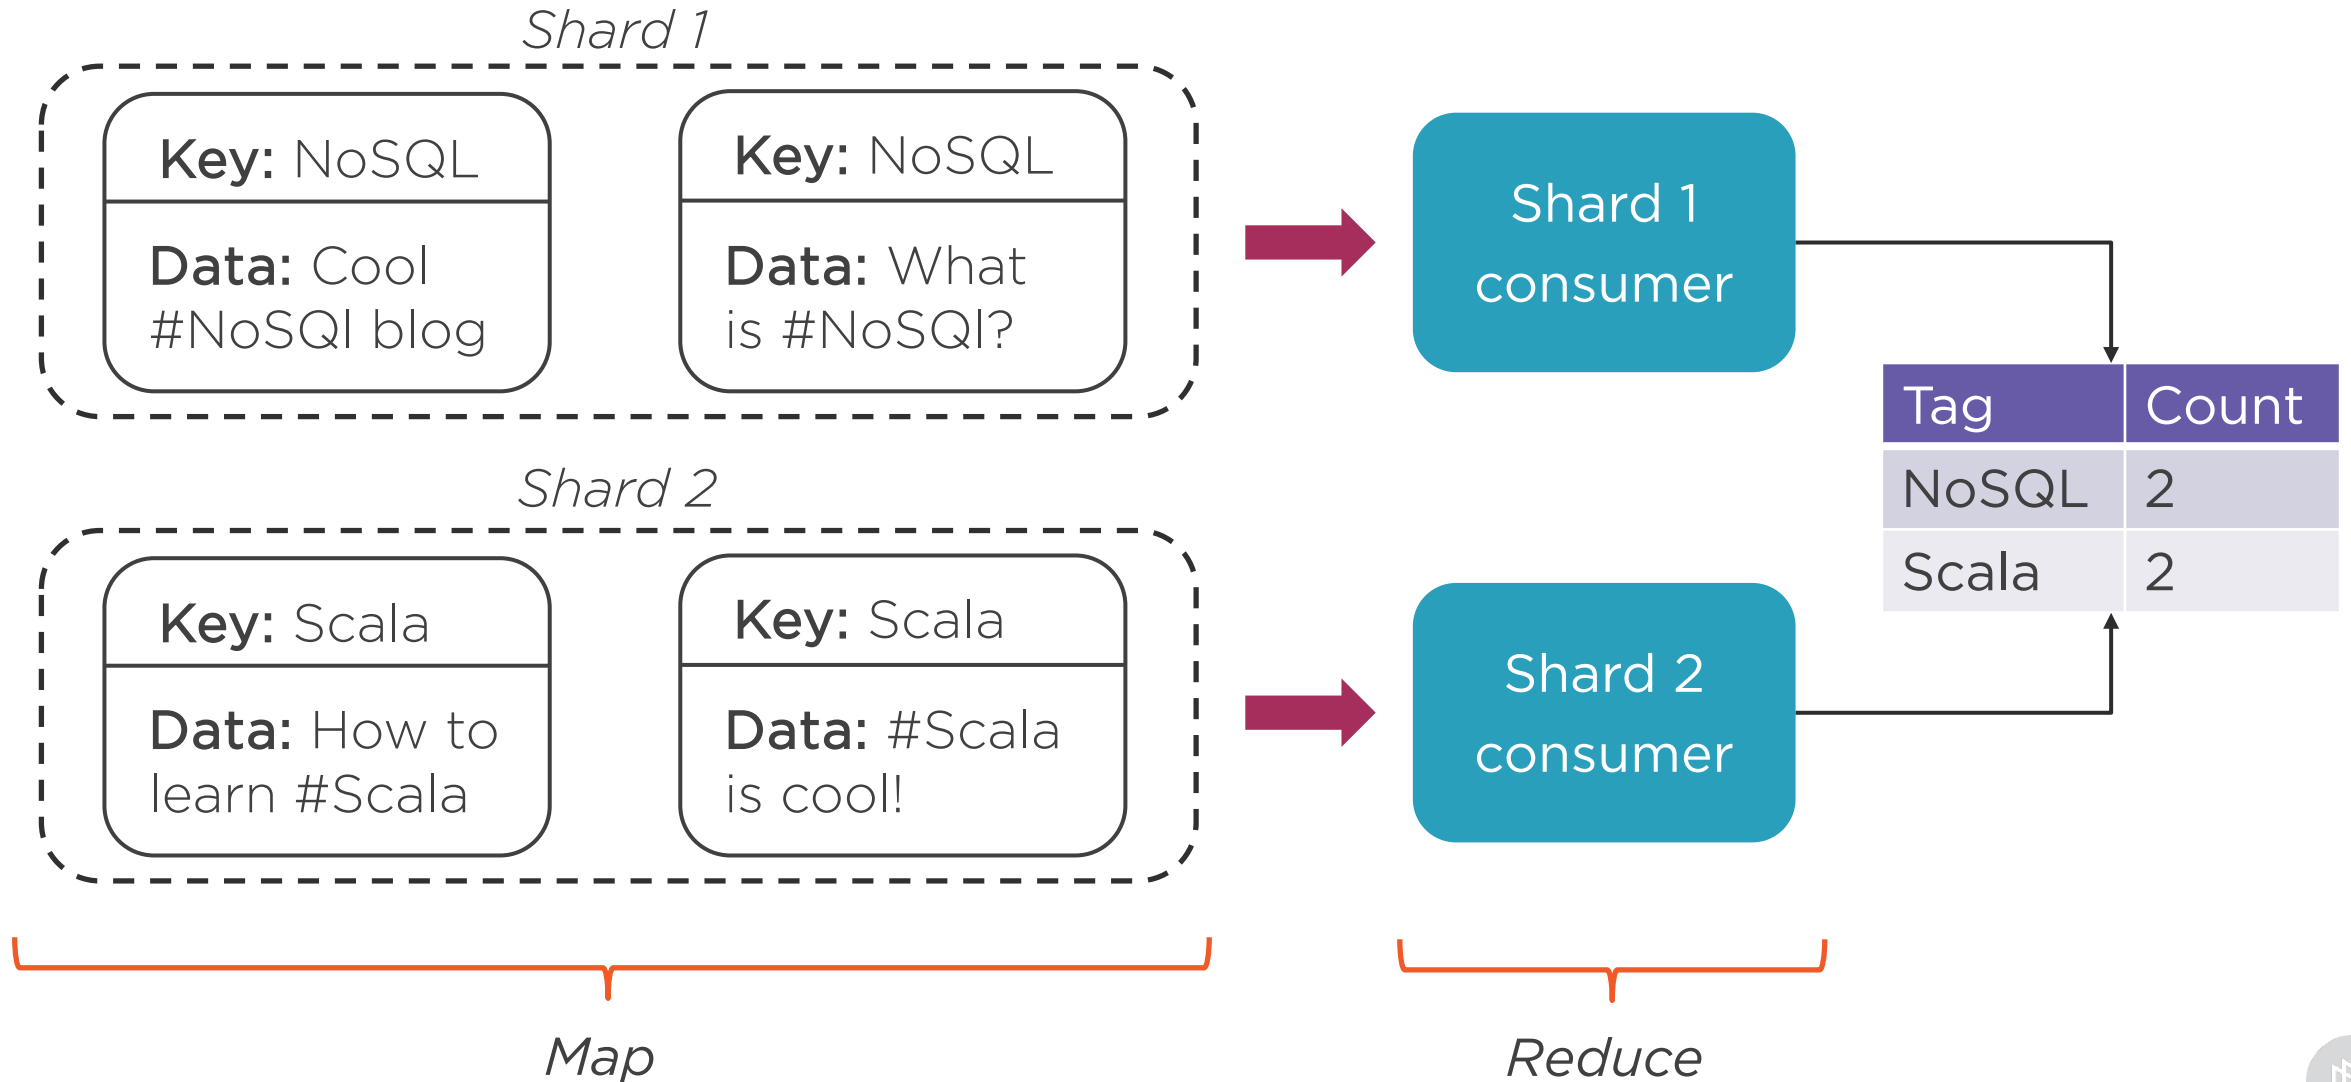 Shard 1
Key: NoSQL
Data: Cool
#NoSQl blog
Key: NoSQL
Data: What
is #NoSQl?
Shard 1
consumer
Shard 2
Key: Scala
Data: How to
learn #Scala
Key: Scala
Data: #Scala
is cool!
Shard 2
consumer
Tag Count
NoSQL 2
Scala 2
Map
Reduce